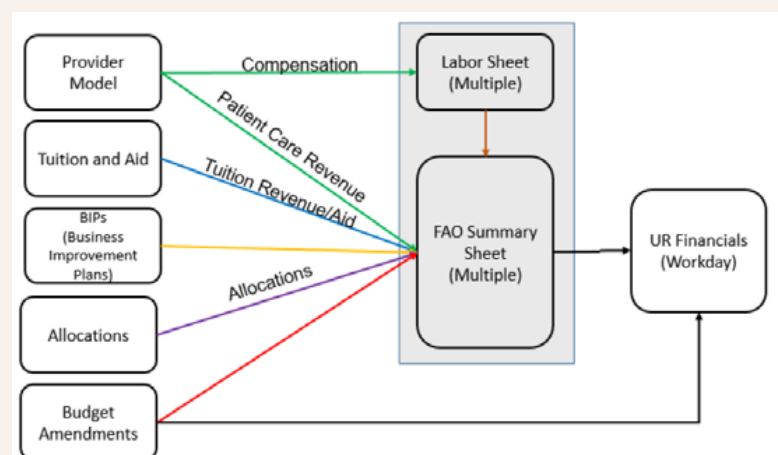 Provider
Model
Compensation
Labor Sheet
(Multiple)
Patient Care Revenue
Tuition and Aid
Tuition Revenue/Aid
BIPs
(Business
Improvement
Plans)
FAO Summary
Sheet
(Multiple)
UR Financials
(Workday)
Allocations
Allocations
Budget
Amendments